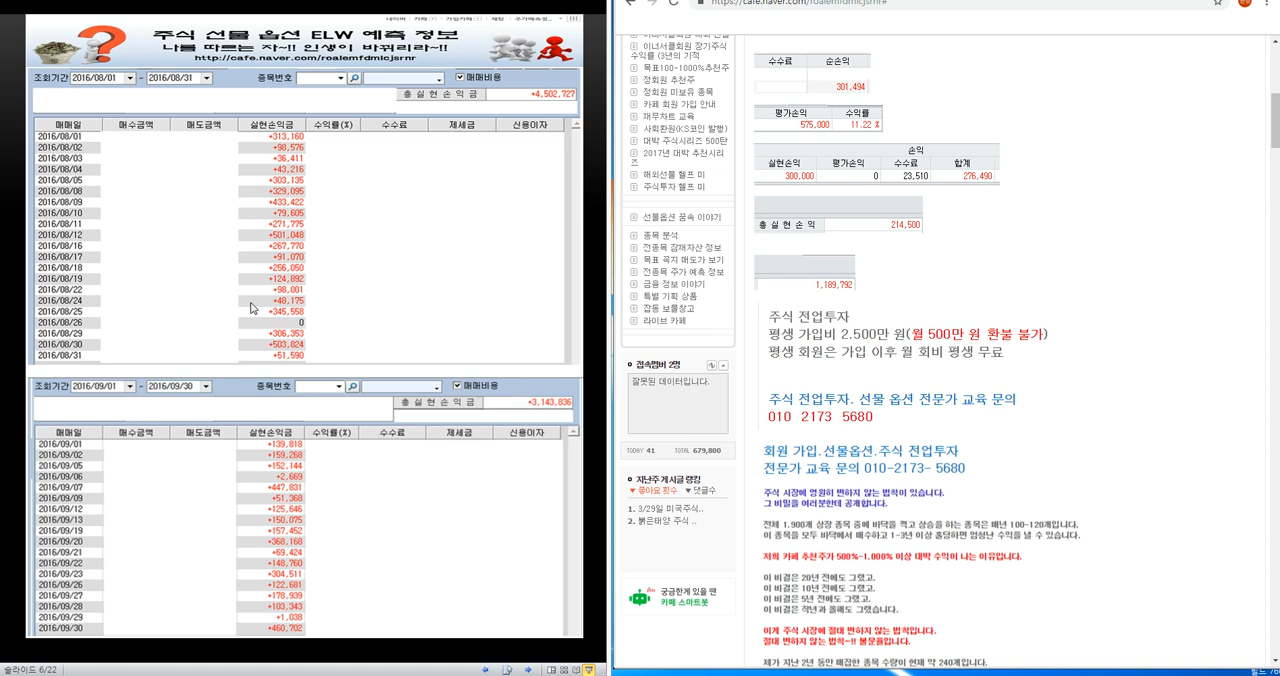 주식 선물 옵션 ELW 예측 정보
나를 따르는 자~!! 인생이 바뀌리라~!!
http://cafe.naver.com/roalemfdmlcjsrnr
조회기간 2016/08/01 ~ 2016/08/31 종목번호 매매비용
총 실 현 손 익 금 +4,502,727
매매일 매수금액 매도금액 실현손익금 수익률(%) 수수료 제세금 신용이자
2016/08/01 +313,160
2016/08/02 +98,576
2016/08/03 +36,411
2016/08/04 +43,216
2016/08/05 +303,135
2016/08/08 +329,095
2016/08/09 +433,422
2016/08/10 +79,605
2016/08/11 +271,775
2016/08/12 +501,048
2016/08/16 +267,770
2016/08/17 +91,070
2016/08/18 +256,050
2016/08/19 +124,892
2016/08/22 +98,001
2016/08/24 +48,175
2016/08/25 +345,558
2016/08/26 0
2016/08/29 +306,353
2016/08/30 +503,824
2016/08/31 +51,590
조회기간 2016/09/01 ~ 2016/09/30 종목번호 매매비용
총 실 현 손 익 금 +3,143,836
매매일 매수금액 매도금액 실현손익금 수익률(%) 수수료 제세금 신용이자
2016/09/01 +139,818
2016/09/02 +159,268
2016/09/05 +152,144
2016/09/06 +2,669
2016/09/07 +447,831
2016/09/09 +51,368
2016/09/12 +125,646
2016/09/13 +150,075
2016/09/19 +157,452
2016/09/20 +368,168
2016/09/21 +69,424
2016/09/22 +148,760
2016/09/23 +304,511
2016/09/26 +122,681
2016/09/27 +178,939
2016/09/28 +103,343
2016/09/29 +1,038
2016/09/30 +460,702
슬라이드 6/22
https://cafe.naver.com/roalemfdmlcjsrnr#
이너서클회원 장기주식
수익률 (3년의 기적
목표100-1000%추천주
정회원 추천주
정회원 미보유 종목
카페 회원 가입 안내
재무차트 교육
사회환원(KS코인 발행)
대박 주식시리즈 500탄
2017년 대박 추천시리
즈
해외선물 헬프 미
주식투자 헬프 미
선물옵션 꿈속 이야기
종목 분석
전종목 잠재자산 정보
목표 꼭지 매도가 보기
전종목 주가 예측 정보
금융 정보 이야기
특별 기획 상품
잡동 보물창고
라이브 카페
접속멤버 2명
잘못된 데이터입니다.
TODAY 41 TOTAL 679,800
지난주 게시글 랭킹
♥ 좋아요 횟수 ▼ 댓글수
1. 3/29일 미국주식..
2. 붉은태양 주식 ..
궁금한게 있을 땐
카페 스마트봇
수수료 순손익
301,494
평가손익 수익률
575,000 11.22 %
손익
실현손익 평가손익 수수료 합계
300,000 0 23,510 276,490
총 실 현 손 익 214,500
1,189,792
주식 전업투자
평생 가입비 2.500만 원(월 500만 원 환불 불가)
평생 회원은 가입 이후 월 회비 평생 무료
주식 전업투자. 선물 옵션 전문가 교육 문의
010 2173 5680
회원 가입.선물옵션.주식 전업투자
전문가 교육 문의 010-2173- 5680
주식 시장에 영원히 변하지 않는 법칙이 있습니다.
그 비밀을 여러분한테 공개합니다.
전체 1.900개 상장 종목 중에 바닥을 찍고 상승을 하는 종목은 매년 100-120개입니다.
이 종목을 모두 바닥에서 매수하고 1-3년 이상 홀딩하면 엄청난 수익을 낼 수 있습니다.
저희 카페 추천주가 500%-1.000% 이상 대박 수익이 나는 이유입니다.
이 비결은 20년 전에도 그랬고.
이 비결은 10년 전에도 그랬고.
이 비결은 5년 전에도 그랬고.
이 비결은 작년과 올해도 그렇습니다.
이게 주식 시장에 절대 변하지 않는 법칙입니다.
절대 변하지 않는 법칙~!! 불문율입니다.
제가 지난 2년 동안 매집한 종목 수량이 현재 약 240개입니다.